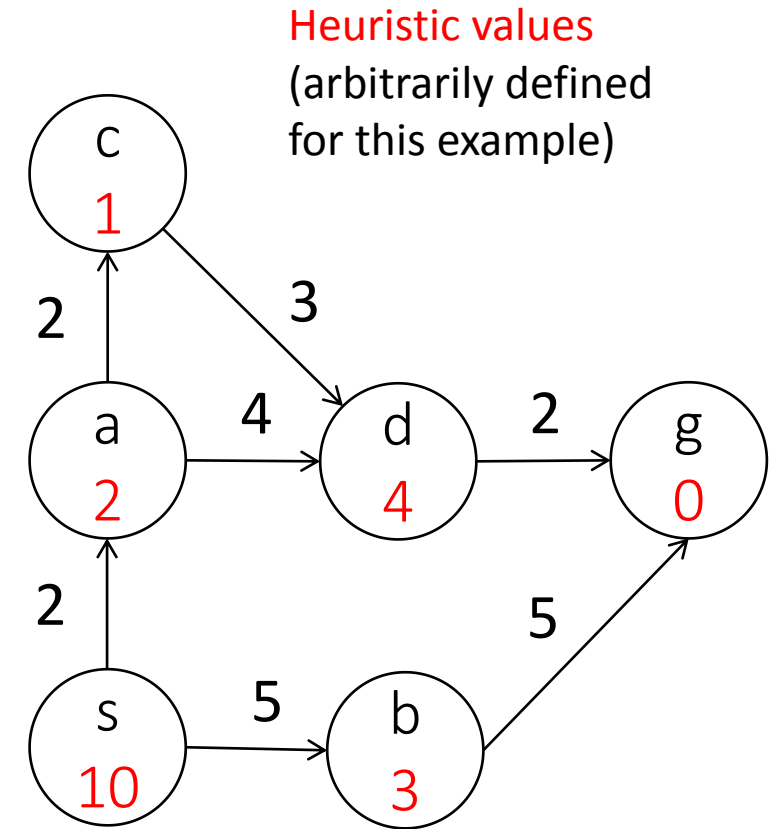 Heuristic values
(arbitrarily defined
for this example)
c
1
2
3
a
2
4
d
4
2
g
0
2
5
s
10
5
b
3